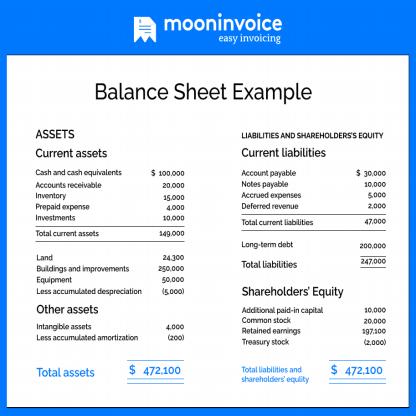 mooninvoice
easy invoicing
Balance Sheet Example
ASSETS
Current assets
Cash and cash equivalents $ 100,000
Accounts receivable 20,000
Inventory 15,000
Prepaid expense 4,000
Investments 10,000
Total current assets 149,000
Land 24,300
Buildings and improvements 250,000
Equipment 50,000
Less accumulated despreciation (5,000)
Other assets
Intangible assets 4,000
Less accumulated amortization (200)
Total assets $ 472,100
LIABILITIES AND SHAREHOLDERS'S EQUITY
Current liabilities
Account payable $ 30,000
Notes payable 10,000
Accrued expenses 5,000
Deferred revenue 2,000
Total current liabilities 47,000
Long-term debt 200,000
Total liabilities 247,000
Shareholders' Equity
Additional paid-in capital 10,000
Common stock 20,000
Retained earnings 197,100
Treasury stock (2,000)
Total liabilities and $ 472,100
shareholders' equlity